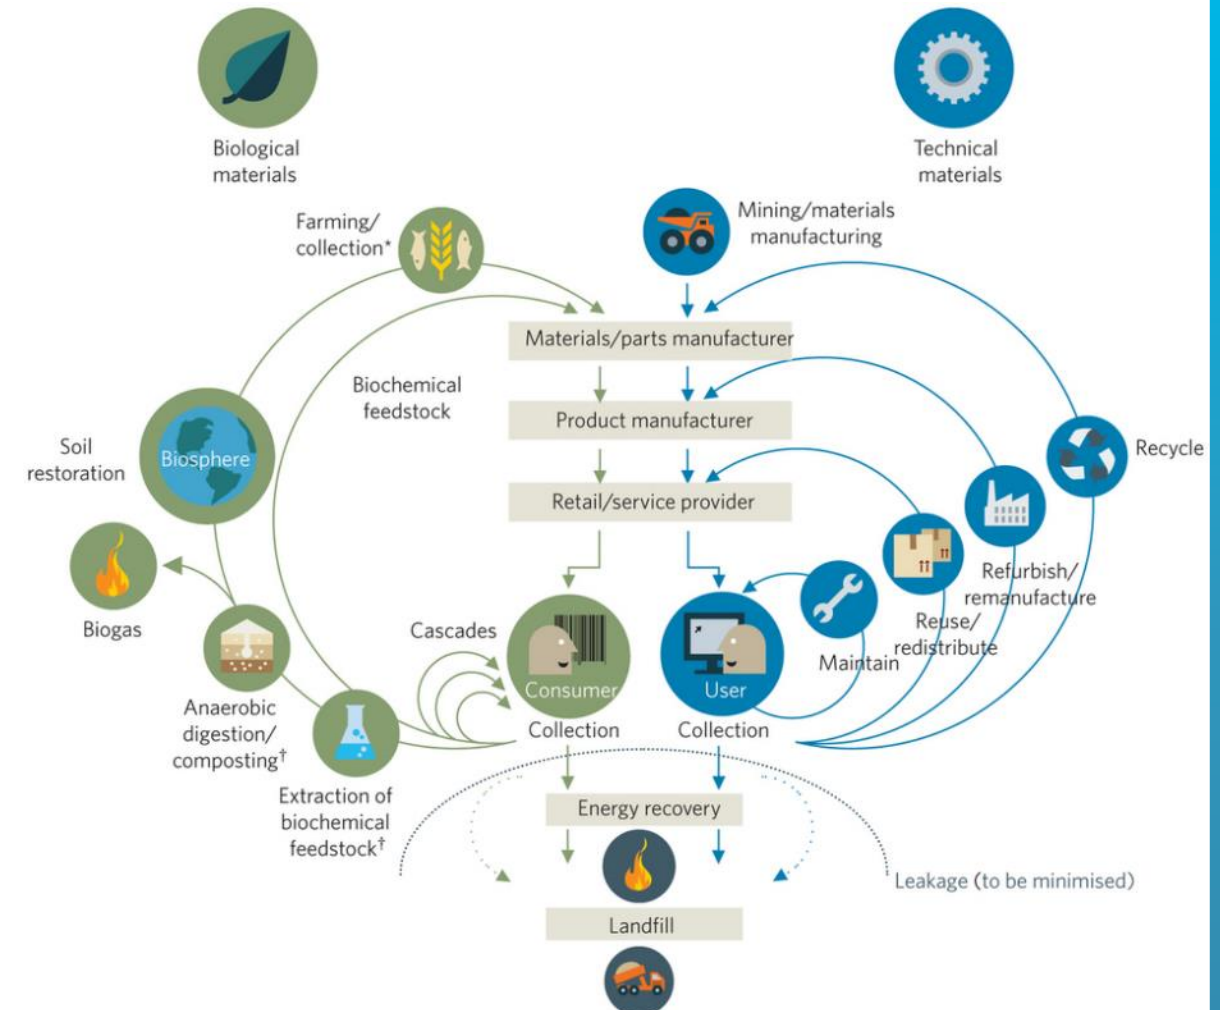 Biological
materials
Technical
materials
Farming/
collection*
Mining/materials
manufacturing
Materials/parts manufacturer
Biochemical
feedstock
Product manufacturer
Soil
restoration
Biosphere
Recycle
Retail/service provider
Biogas
Refurbish/
remanufacture
Reuse/
redistribute
Cascades
Maintain
Consumer
User
Anaerobic
digestion/
composting†
Collection
Collection
Extraction of
biochemical
feedstock†
Energy recovery
Leakage (to be minimised)
Landfill